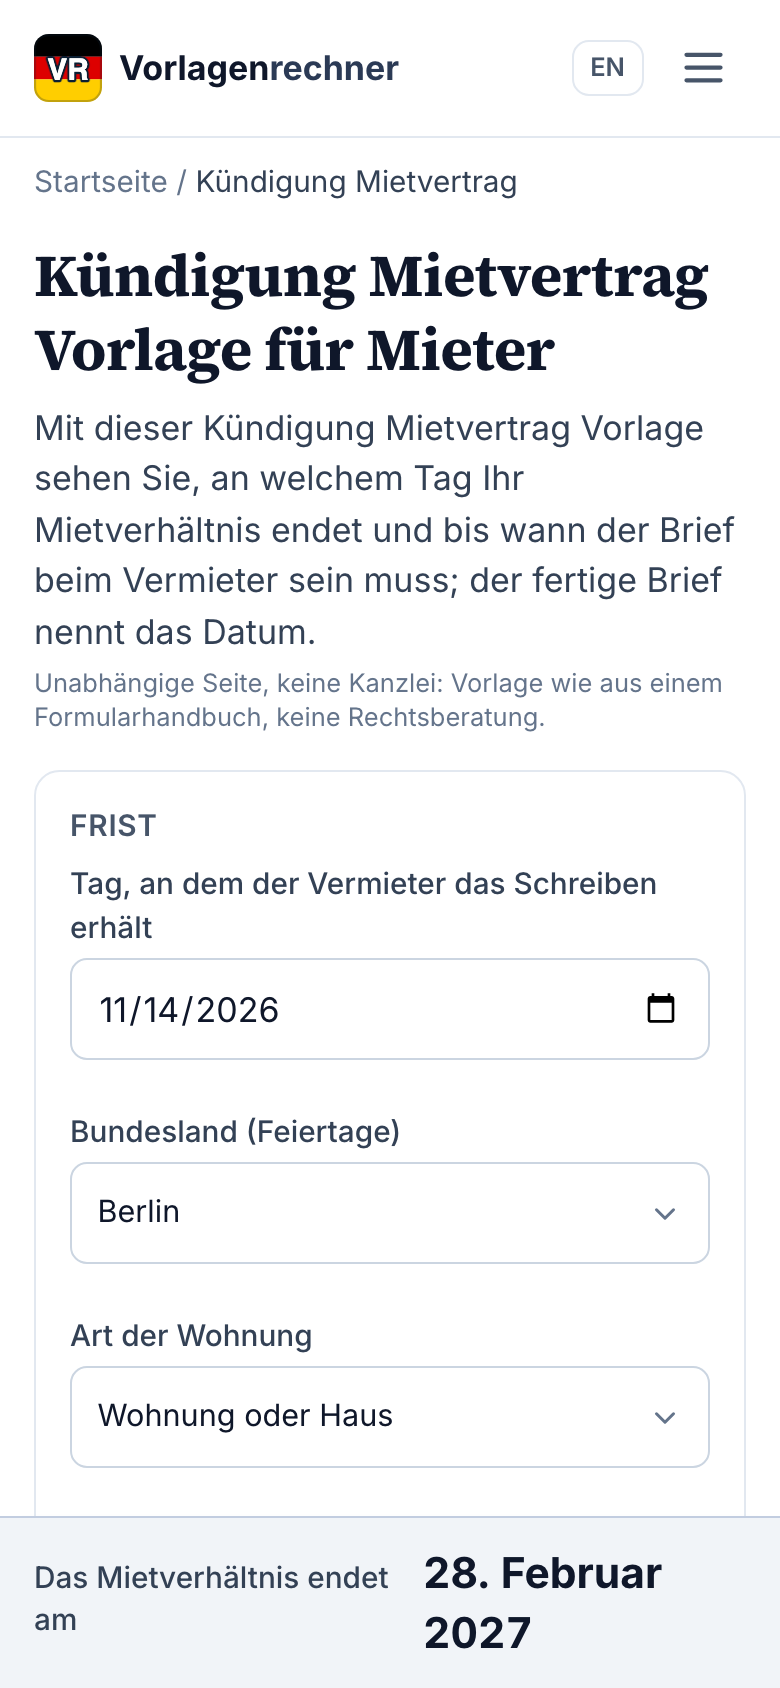 VR Vorlagenrechner EN
Startseite / Kündigung Mietvertrag
Kündigung Mietvertrag
Vorlage für Mieter
Mit dieser Kündigung Mietvertrag Vorlage
sehen Sie, an welchem Tag Ihr
Mietverhältnis endet und bis wann der Brief
beim Vermieter sein muss; der fertige Brief
nennt das Datum.
Unabhängige Seite, keine Kanzlei: Vorlage wie aus einem
Formularhandbuch, keine Rechtsberatung.
FRIST
Tag, an dem der Vermieter das Schreiben
erhält
11/14/2026
Bundesland (Feiertage)
Berlin
Art der Wohnung
Wohnung oder Haus
Das Mietverhältnis endet
am
28. Februar
2027